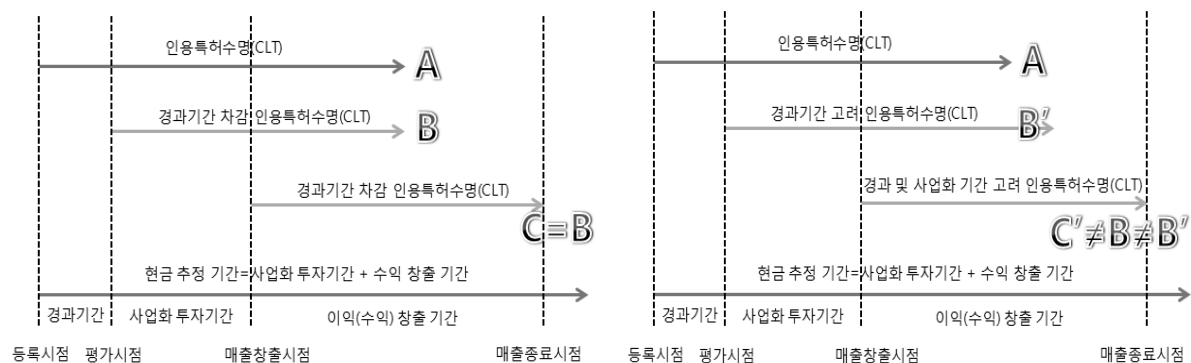 인용특허수명(CLT)
A
경과기간 차감 인용특허수명(CLT)
B
경과기간 차감 인용특허수명(CLT)
C=B
현금 추정 기간=사업화 투자기간 + 수익 창출 기간
경과기간 사업화 투자기간 이익(수익) 창출 기간
등록시점 평가시점 매출창출시점 매출종료시점
인용특허수명(CLT)
A
경과기간 고려 인용특허수명(CLT)
B′
경과 및 사업화 기간 고려 인용특허수명(CLT)
C′≠B≠B′
현금 추정 기간=사업화 투자기간 + 수익 창출 기간
경과기간 사업화 투자기간 이익(수익) 창출 기간
등록시점 평가시점 매출창출시점 매출종료시점